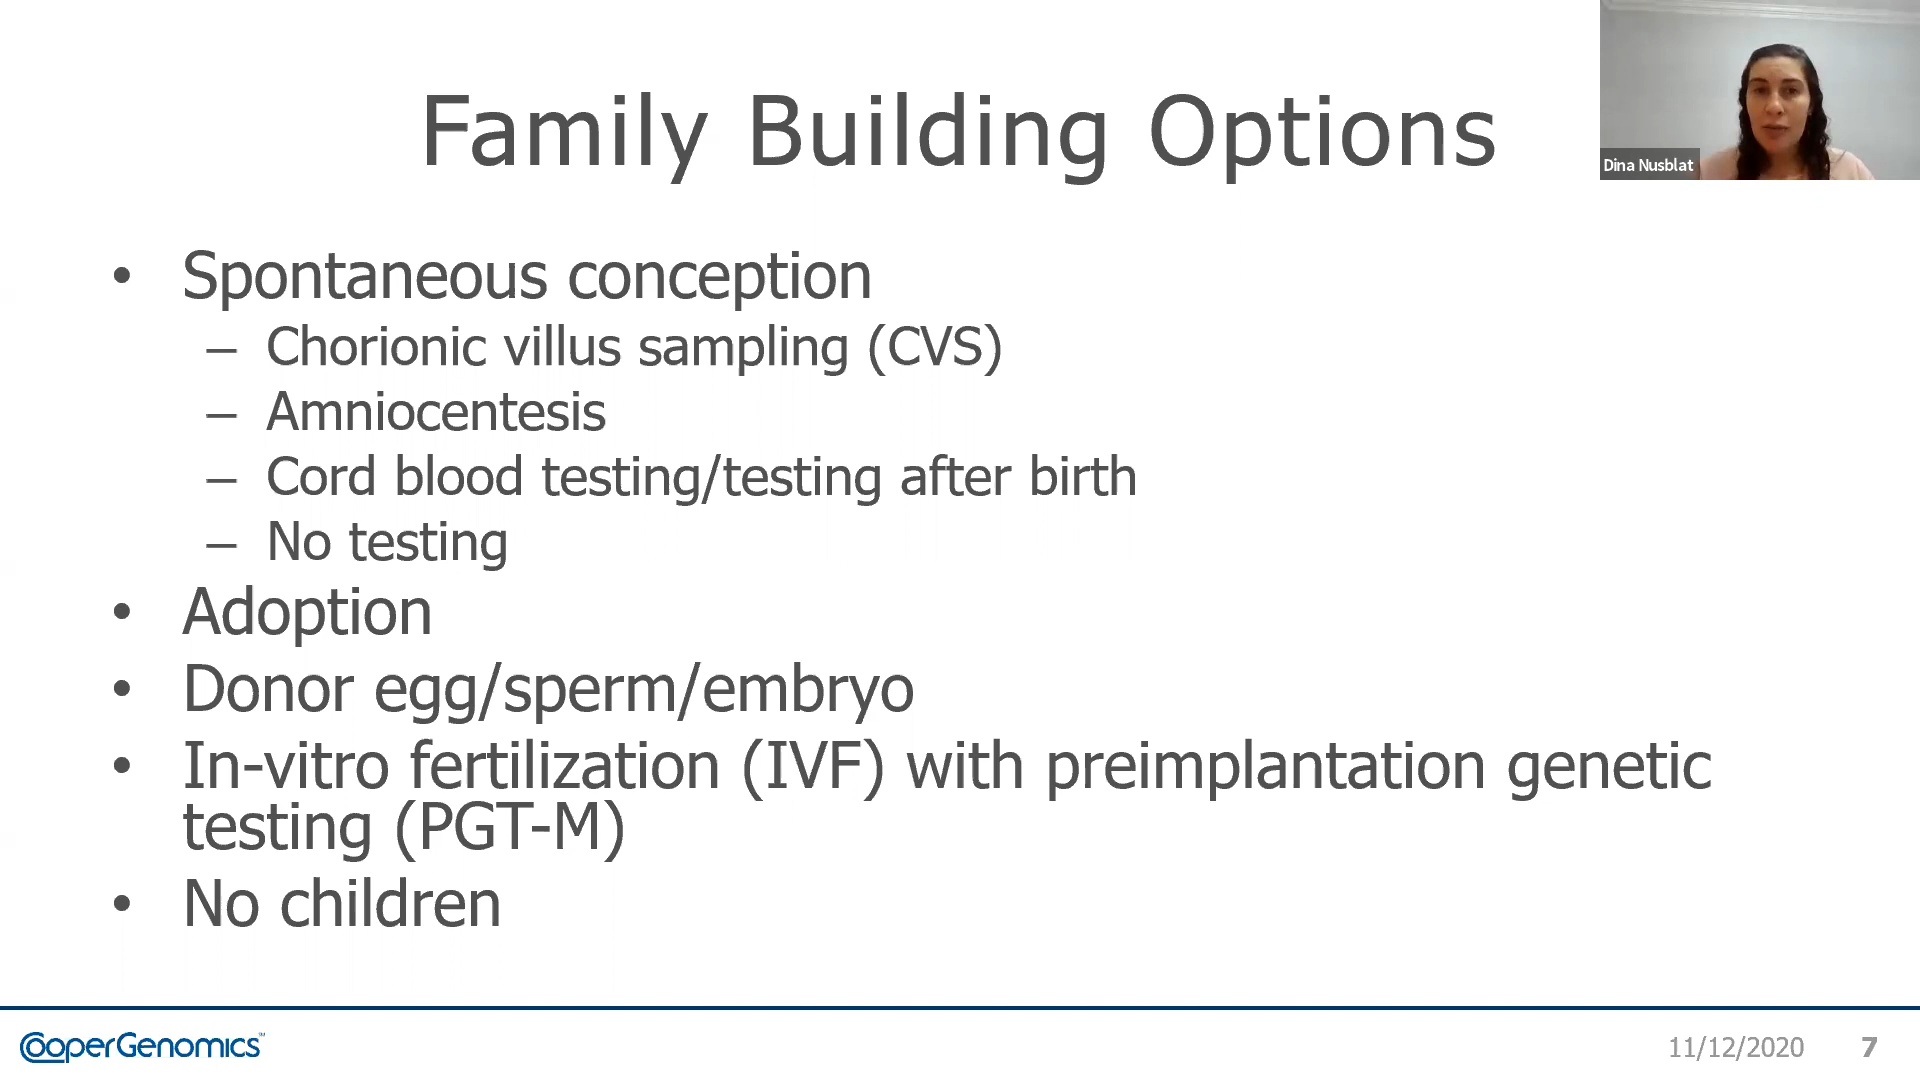 Family Building Options
Dina Nusblat
• Spontaneous conception
– Chorionic villus sampling (CVS)
– Amniocentesis
– Cord blood testing/testing after birth
– No testing
• Adoption
• Donor egg/sperm/embryo
• In-vitro fertilization (IVF) with preimplantation genetic
testing (PGT-M)
• No children
CooperGenomics™
11/12/2020 7